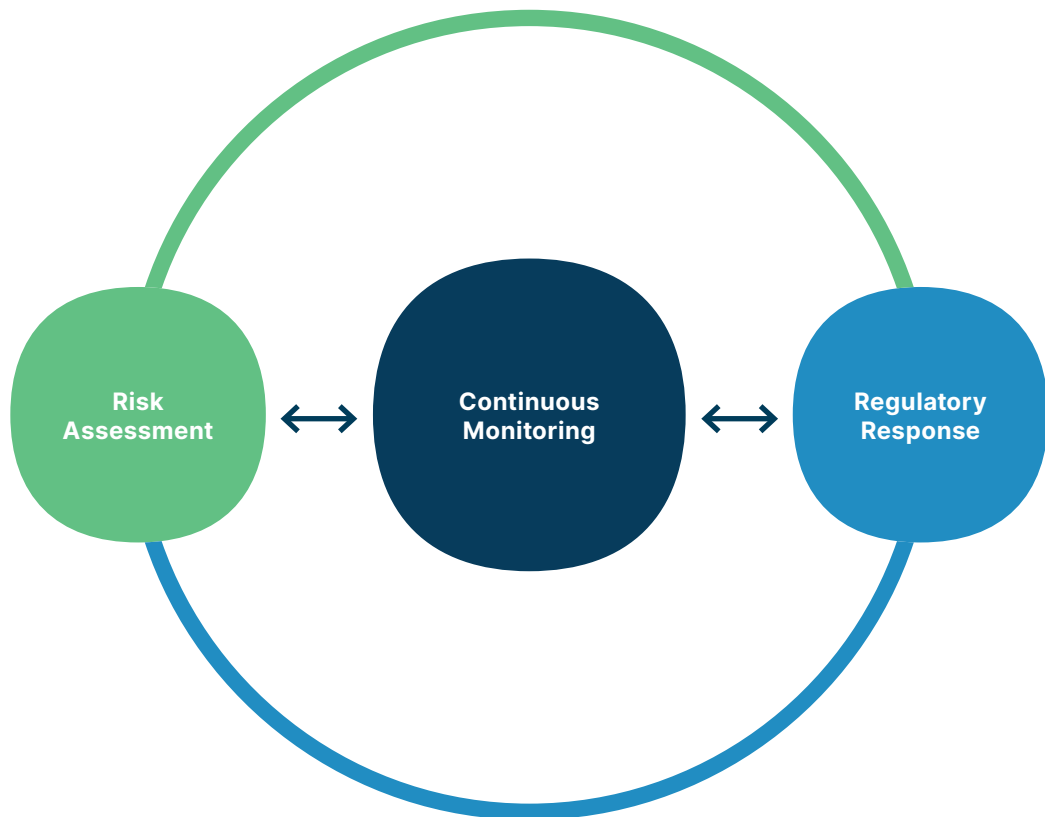 Risk
Assessment
Continuous
Monitoring
Regulatory
Response